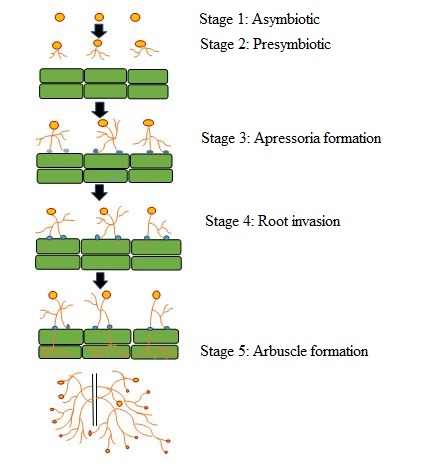 Stage 1: Asymbiotic
Stage 2: Presymbiotic
Stage 3: Apressoria formation
Stage 4: Root invasion
Stage 5: Arbuscle formation